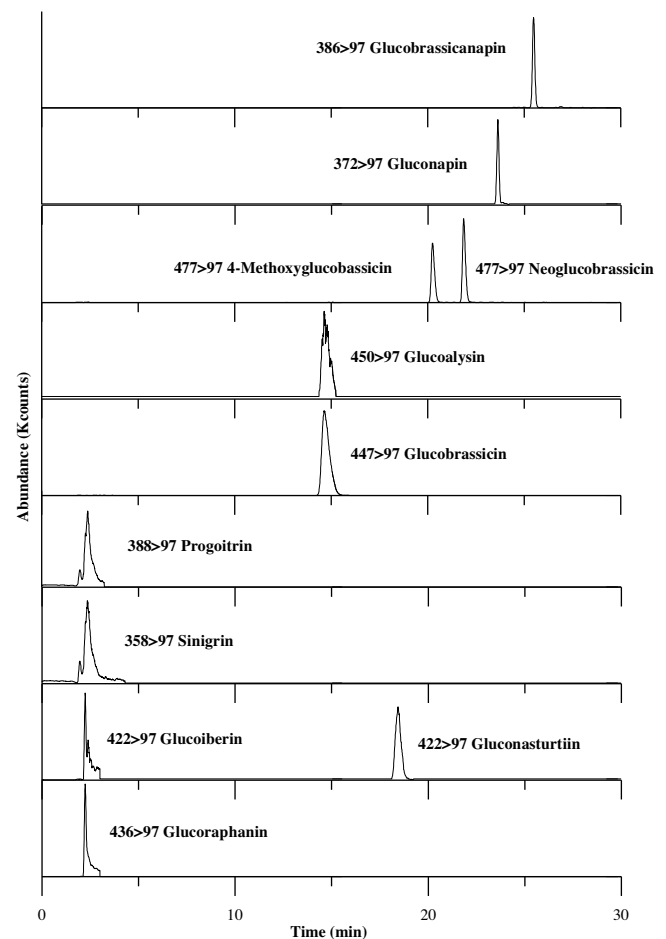 386>97 Glucobrassicanapin
372>97 Gluconapin
477>97 4-Methoxyglucobassicin
477>97 Neoglucobrassicin
450>97 Glucoalysin
447>97 Glucobrassicin
388>97 Progoitrin
358>97 Sinigrin
422>97 Glucoiberin
422>97 Gluconasturtiin
436>97 Glucoraphanin
Abundance (Kcounts)
0 10 20 30
Time (min)